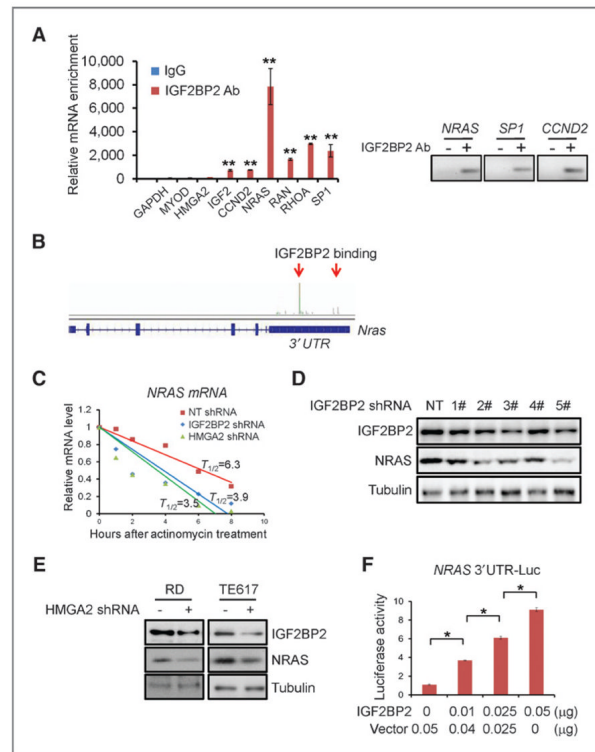 A
IgG
IGF2BP2 Ab
Relative mRNA enrichment
10,000
8,000
6,000
4,000
2,000
0
**
**
**
**
**
**
GAPDH
MYOD
HMGA2
IGF2
CCND2
NRAS
RAN
RHOA
SP1
NRAS SP1 CCND2
IGF2BP2 Ab - + - + - +
B
IGF2BP2 binding
Nras
3′ UTR
C
NRAS mRNA
NT shRNA
IGF2BP2 shRNA
HMGA2 shRNA
Relative mRNA level
1.2
1
0.8
0.6
0.4
0.2
0
T1/2=6.3
T1/2=3.9
T1/2=3.5
0 2 4 6 8 10
Hours after actinomycin treatment
D
IGF2BP2 shRNA NT 1# 2# 3# 4# 5#
IGF2BP2
NRAS
Tubulin
E
RD TE617
HMGA2 shRNA - + - +
IGF2BP2
NRAS
Tubulin
F
NRAS 3′UTR-Luc
Luciferase activity
10
8
6
4
2
0
*
*
*
IGF2BP2 0 0.01 0.025 0.05 (μg)
Vector 0.05 0.04 0.025 0 (μg)